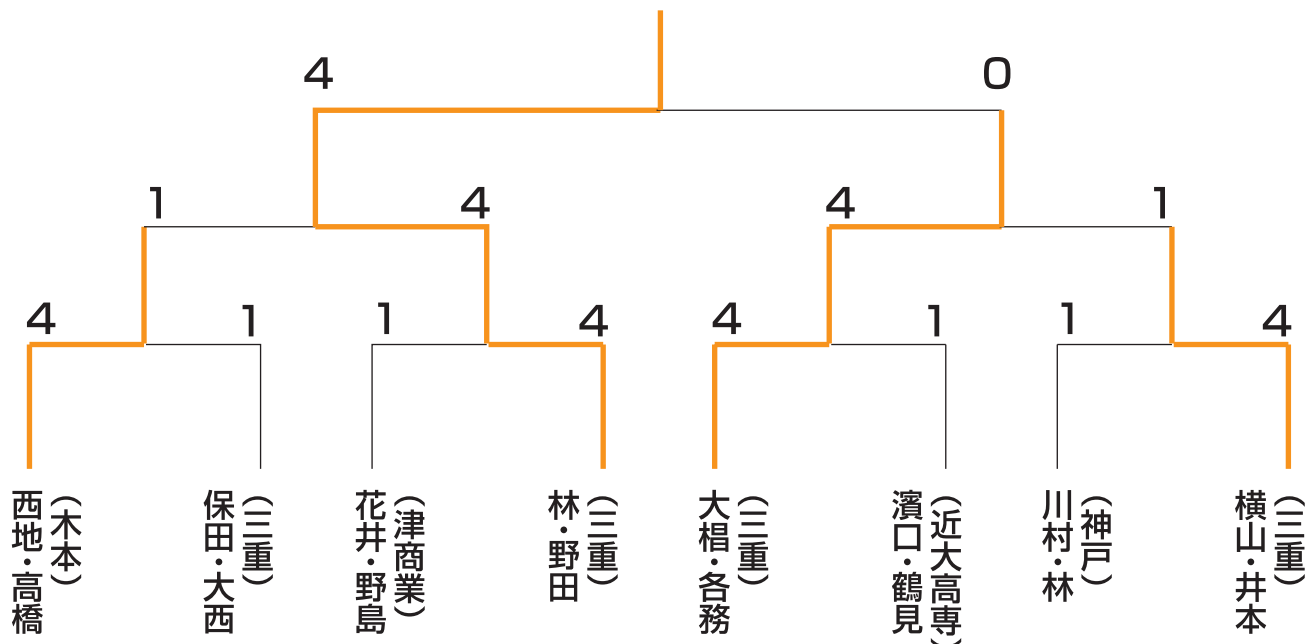 4
0
1
4
4
1
4
1
1
4
4
1
1
4
西地・高橋
（木本）
保田・大西
（三重）
花井・野島
（津商業）
林・野田
（三重）
大椙・各務
（三重）
濱口・鶴見
（近大高専）
川村・林
（神戸）
横山・井本
（三重）